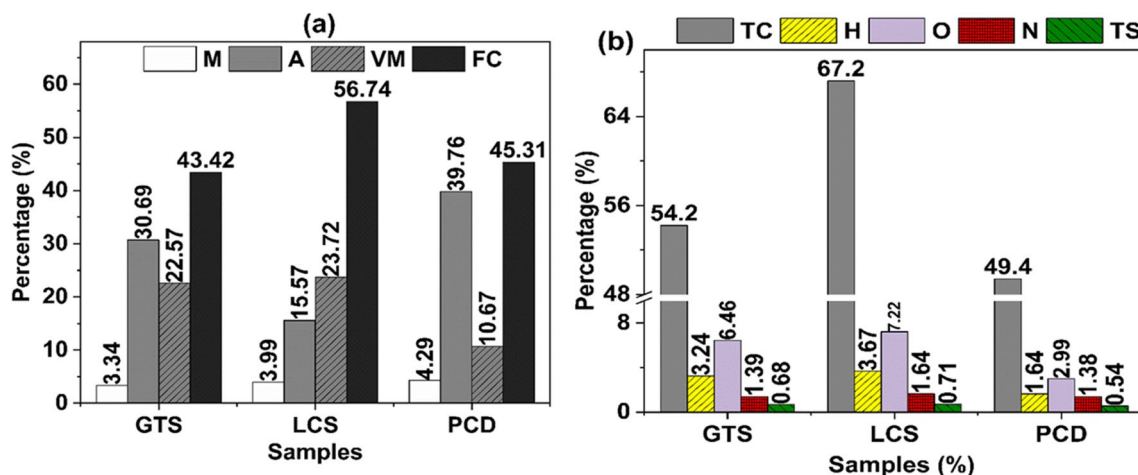 (a)
M A VM FC
Percentage (%)
60
50
40
30
20
10
0
3.34 30.69 22.57 43.42
3.99 15.57 23.72 56.74
4.29 39.76 10.67 45.31
GTS LCS PCD
Samples
(b)
TC H O N TS
Percentage (%)
64
56
48
8
0
54.2 3.24 6.46 1.39 0.68
67.2 3.67 7.22 1.64 0.71
49.4 1.64 2.99 1.38 0.54
GTS LCS PCD
Samples (%)